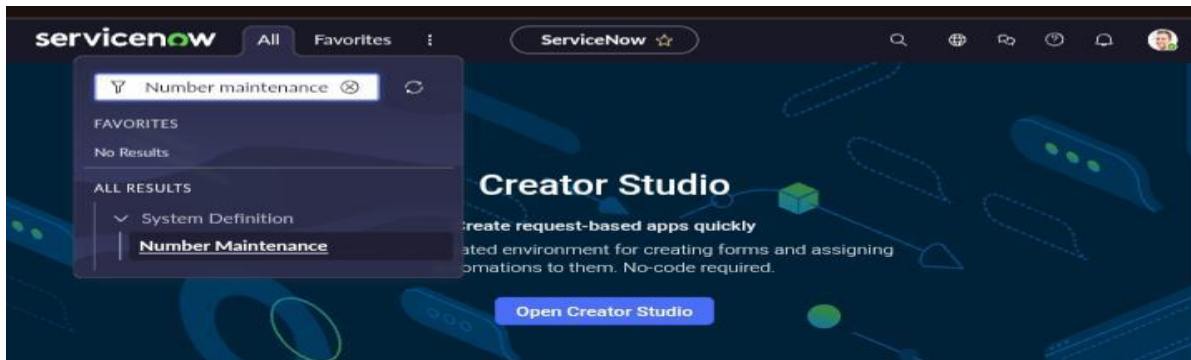 servicenow All Favorites ServiceNow
Number maintenance
FAVORITES
No Results
ALL RESULTS
System Definition
Number Maintenance
Creator Studio
reate request-based apps quickly
ated environment for creating forms and assigning
omations to them. No-code required.
Open Creator Studio